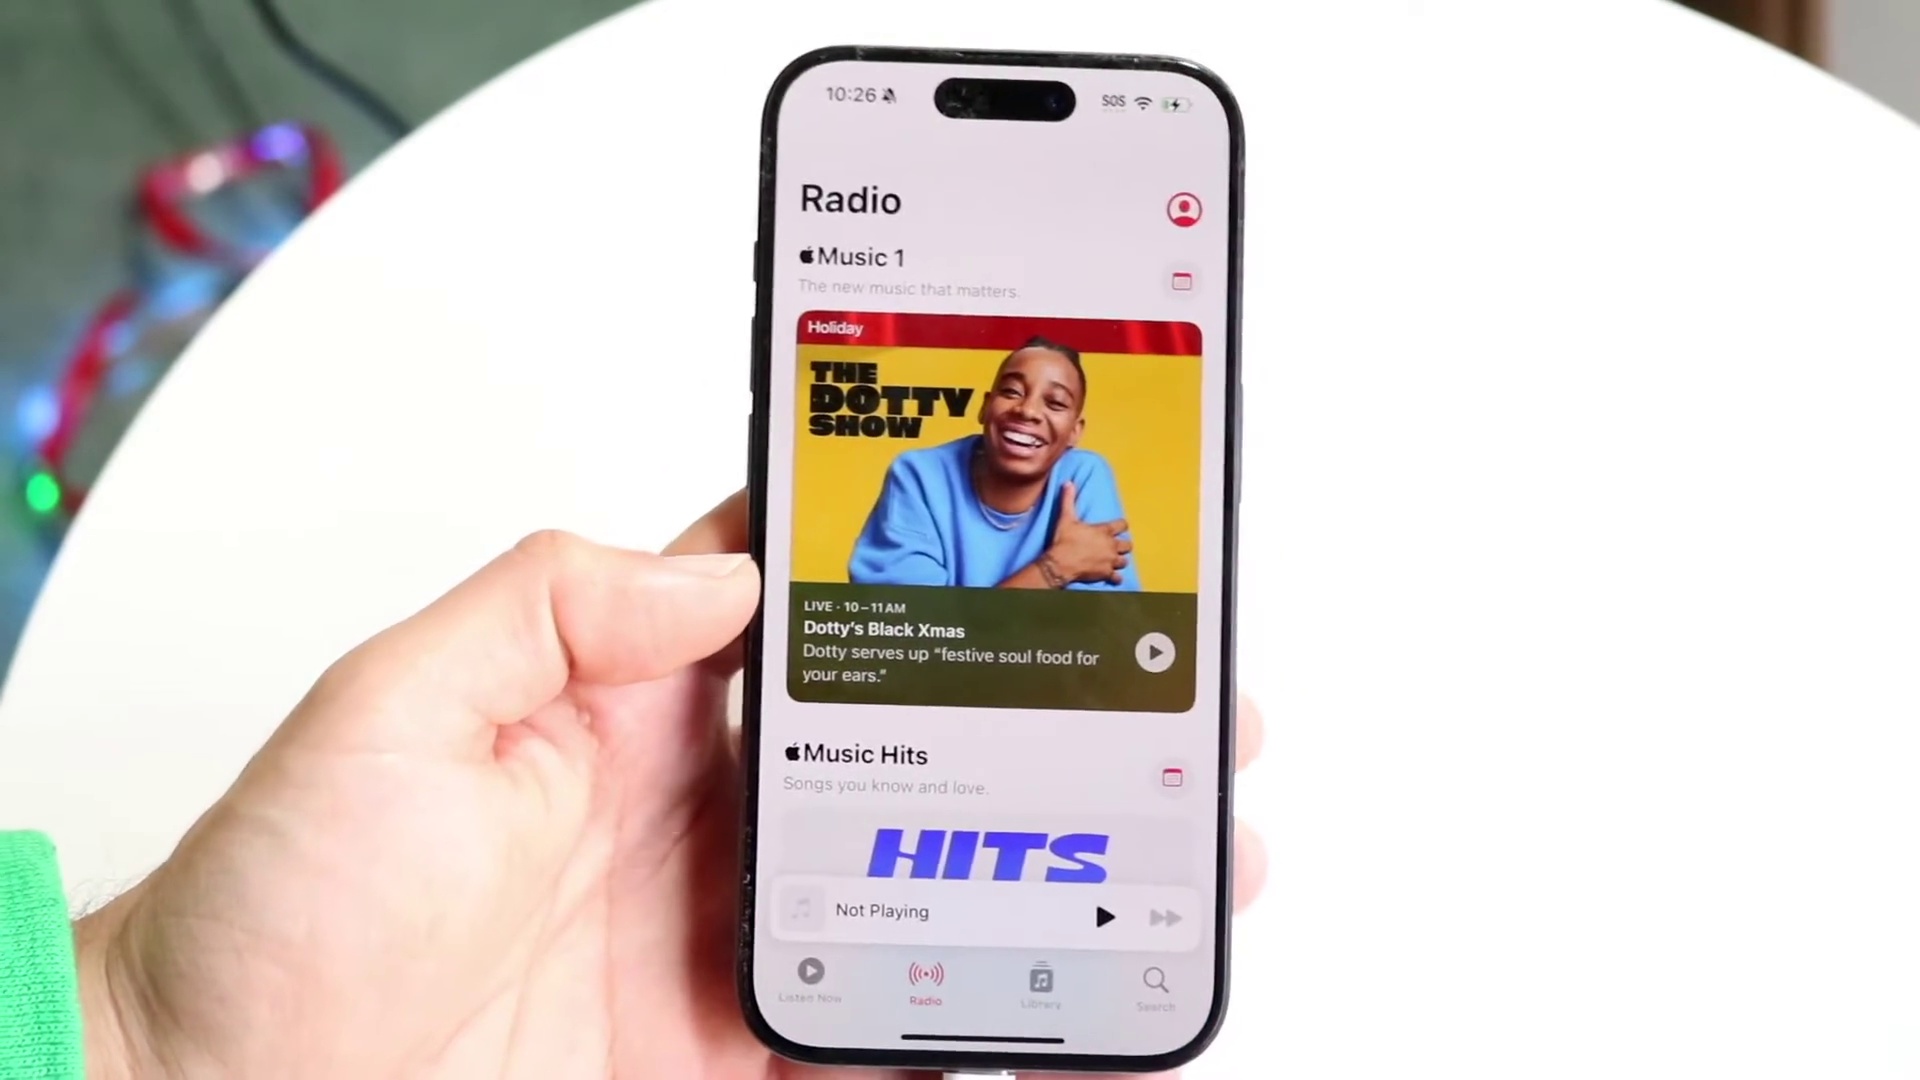 10:26
SOS
Radio
Music 1
The new music that matters.
Holiday
THE
DOTTY
SHOW
LIVE · 10–11 AM
Dotty's Black Xmas
Dotty serves up “festive soul food for
your ears.”
Music Hits
Songs you know and love.
HITS
Not Playing
Listen Now
Radio
Library
Search